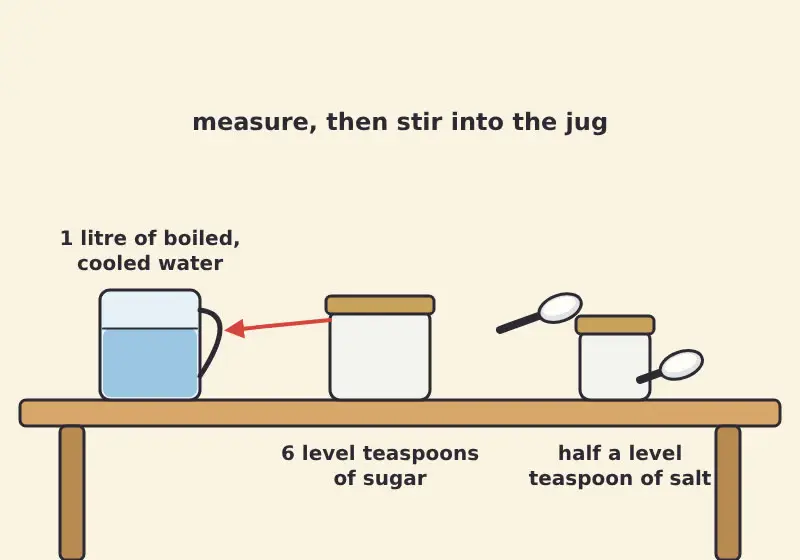 measure, then stir into the jug
1 litre of boiled,
cooled water
6 level teaspoons
of sugar
half a level
teaspoon of salt